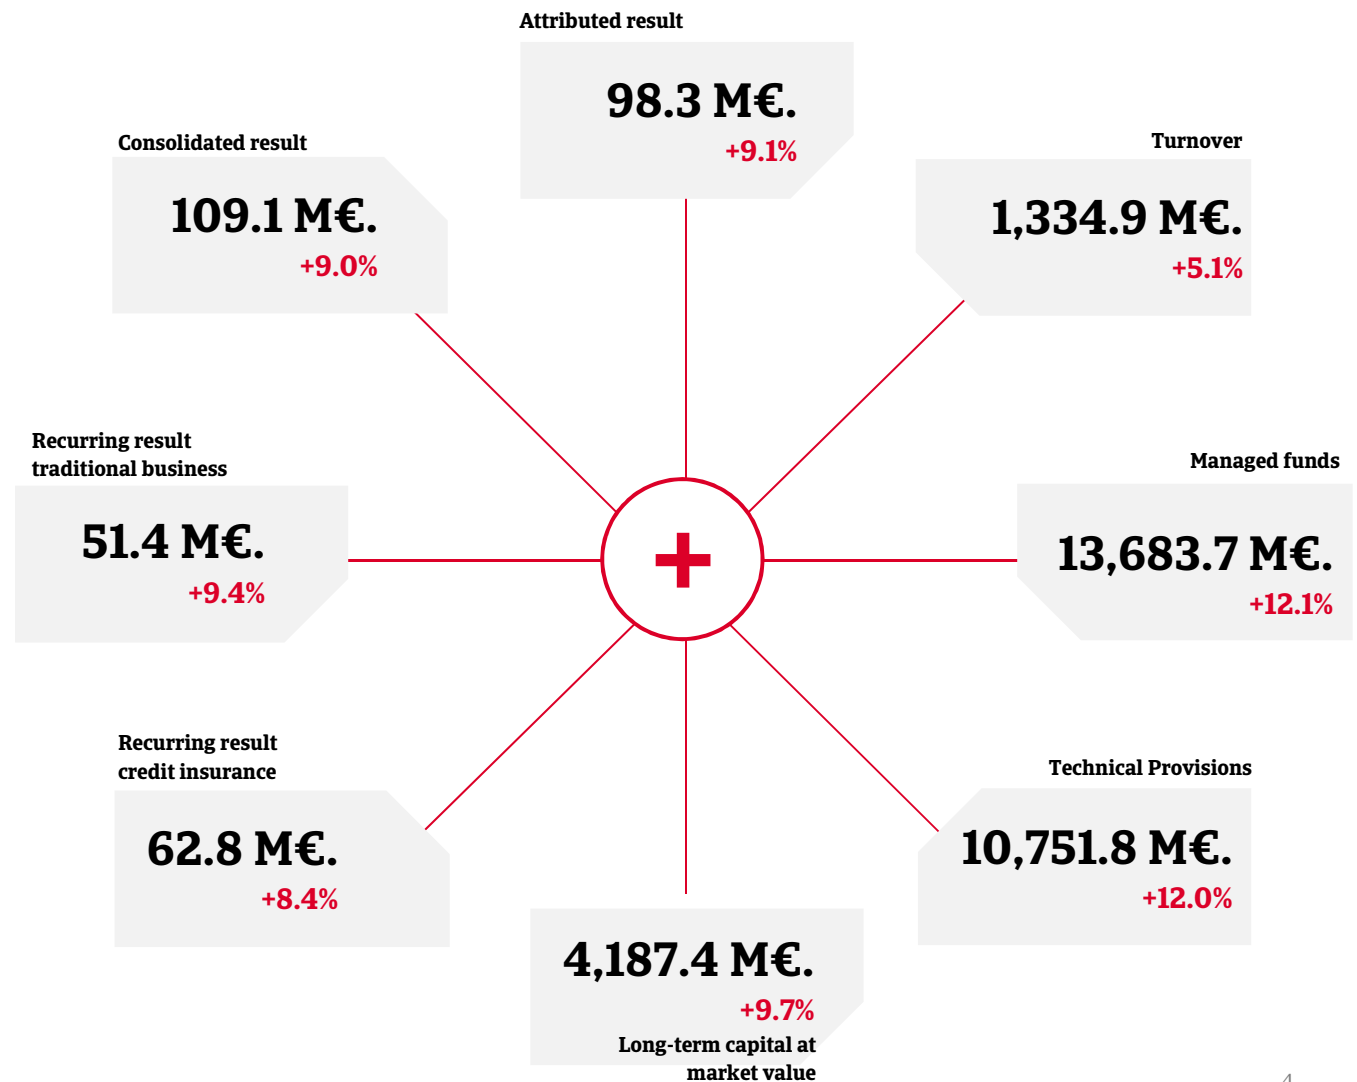 Attributed result
98.3 M€.
+9.1%
Consolidated result
109.1 M€.
+9.0%
Turnover
1,334.9 M€.
+5.1%
Recurring result
traditional business
51.4 M€.
+9.4%
Managed funds
13,683.7 M€.
+12.1%
Recurring result
credit insurance
62.8 M€.
+8.4%
Technical Provisions
10,751.8 M€.
+12.0%
4,187.4 M€.
+9.7%
Long-term capital at
market value
4